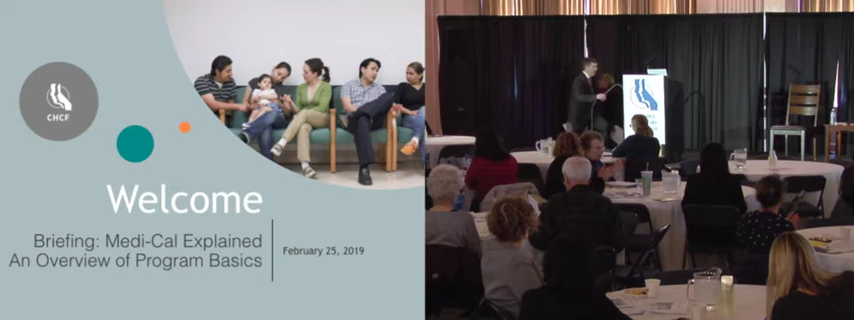 CHCF
Welcome
Briefing: Medi-Cal Explained
An Overview of Program Basics
February 25, 2019